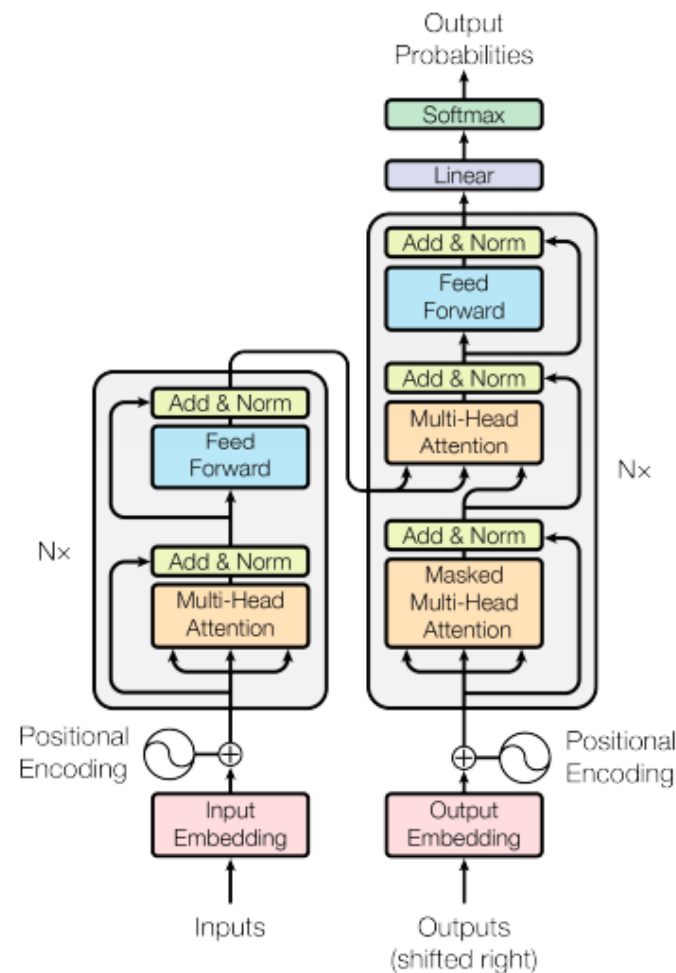 Output
Probabilities
Softmax
Linear
Add & Norm
Feed
Forward
Add & Norm
Multi-Head
Attention
Nx
Add & Norm
Masked
Multi-Head
Attention
Positional
Encoding
Output
Embedding
Outputs
(shifted right)
Add & Norm
Feed
Forward
Nx
Add & Norm
Multi-Head
Attention
Positional
Encoding
Input
Embedding
Inputs